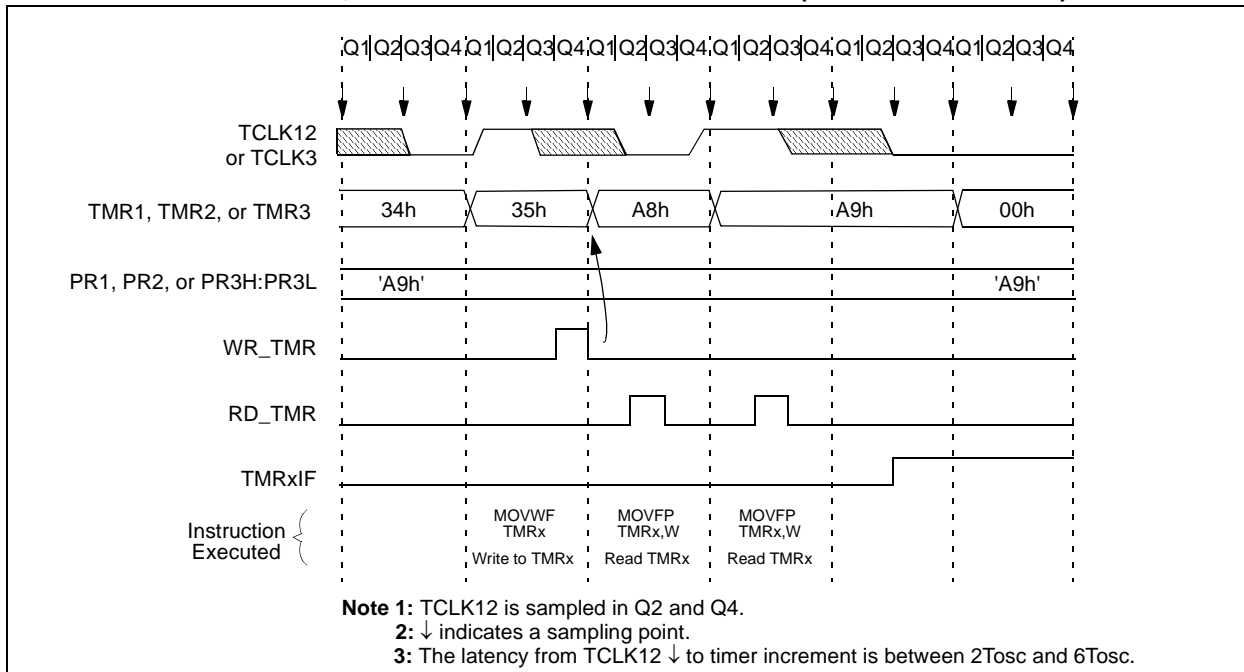 Q1 Q2 Q3 Q4 Q1 Q2 Q3 Q4 Q1 Q2 Q3 Q4 Q1 Q2 Q3 Q4 Q1 Q2 Q3 Q4 Q1 Q2 Q3 Q4
TCLK12
or TCLK3
TMR1, TMR2, or TMR3
34h 35h A8h A9h 00h
PR1, PR2, or PR3H:PR3L
'A9h' 'A9h'
WR_TMR
RD_TMR
TMRxIF
Instruction
Executed
MOVWF MOVFP MOVFP
TMRx TMRx,W TMRx,W
Write to TMRx Read TMRx Read TMRx
Note 1: TCLK12 is sampled in Q2 and Q4.
2: ↓ indicates a sampling point.
3: The latency from TCLK12 ↓ to timer increment is between 2Tosc and 6Tosc.